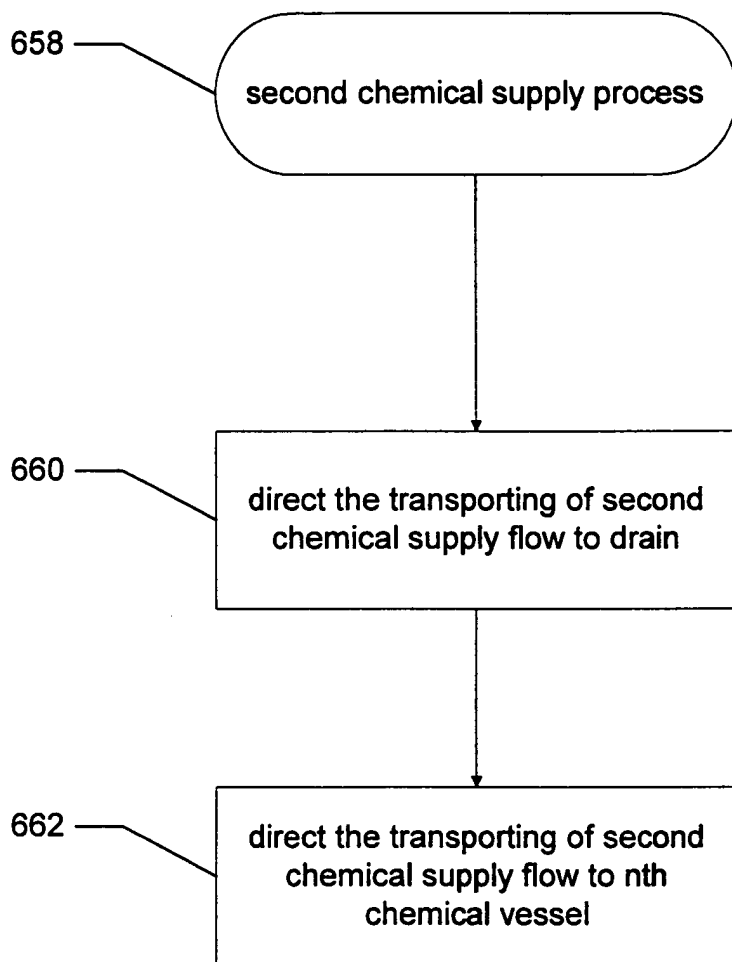 658
second chemical supply process
660
direct the transporting of second
chemical supply flow to drain
662
direct the transporting of second
chemical supply flow to nth
chemical vessel